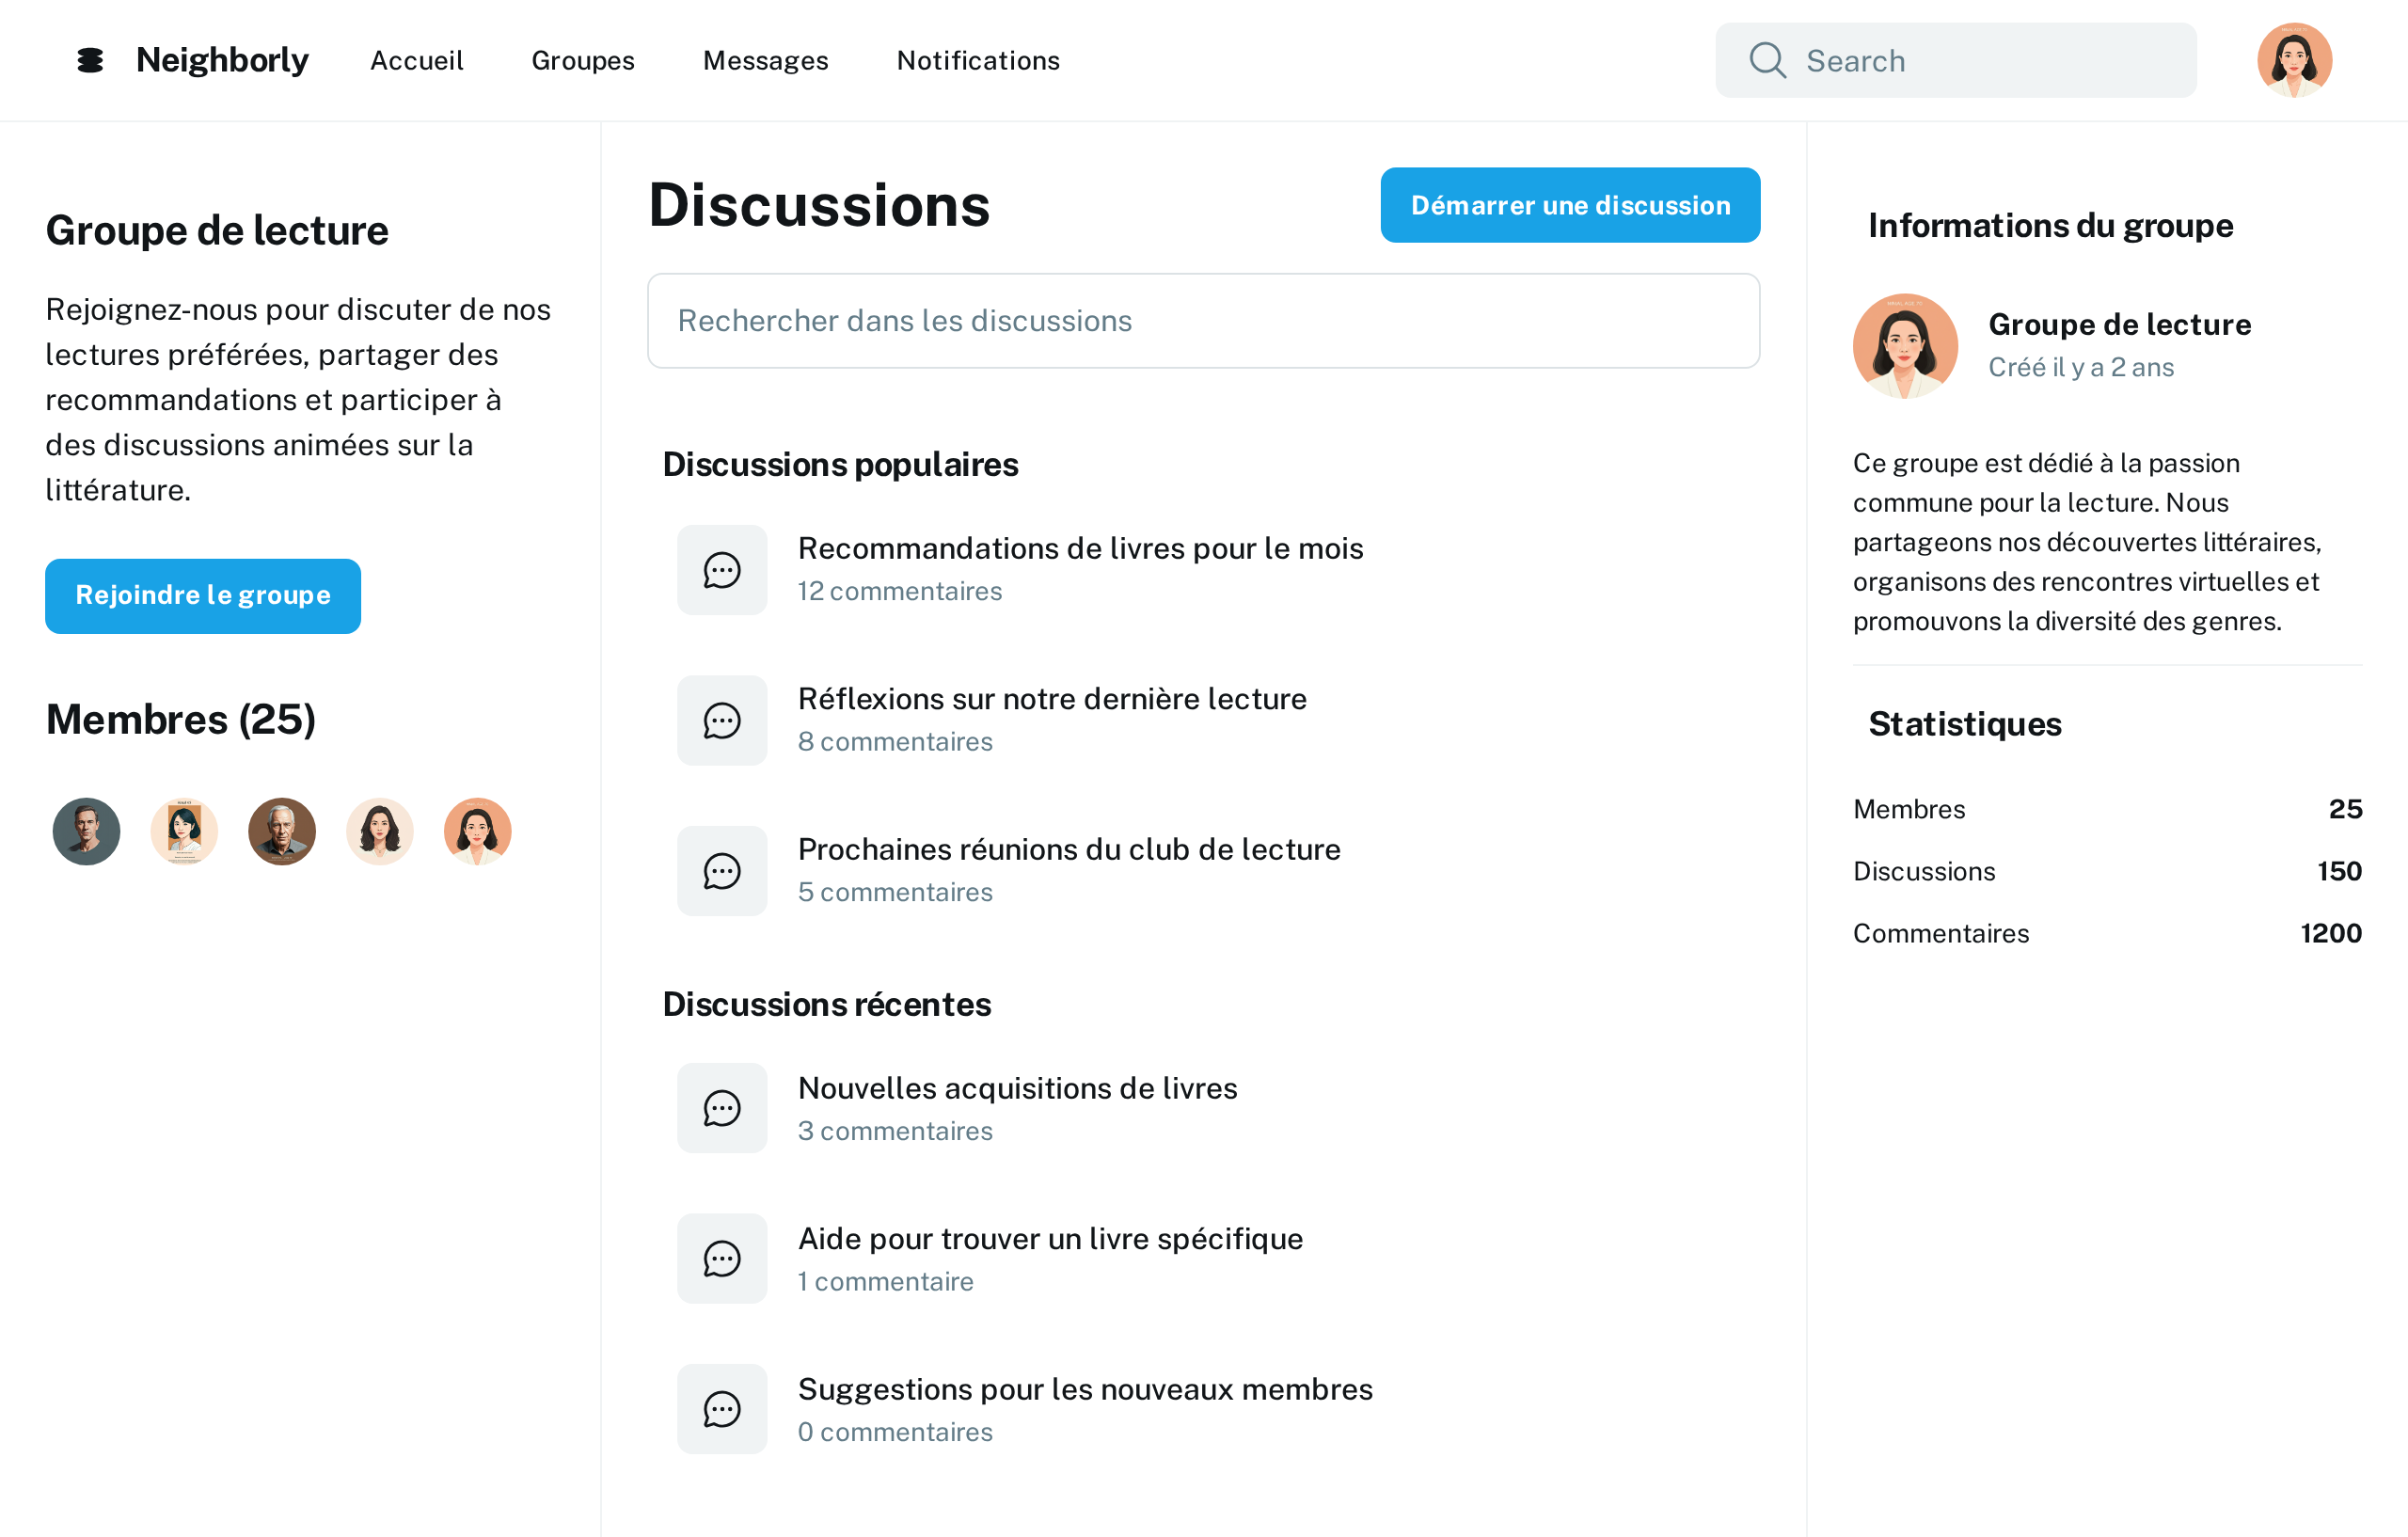 Neighborly
Accueil
Groupes
Messages
Notifications
Search
Groupe de lecture
Rejoignez-nous pour discuter de nos
lectures préférées, partager des
recommandations et participer à
des discussions animées sur la
littérature.
Rejoindre le groupe
Membres (25)
Discussions
Démarrer une discussion
Rechercher dans les discussions
Discussions populaires
Recommandations de livres pour le mois
12 commentaires
Réflexions sur notre dernière lecture
8 commentaires
Prochaines réunions du club de lecture
5 commentaires
Discussions récentes
Nouvelles acquisitions de livres
3 commentaires
Aide pour trouver un livre spécifique
1 commentaire
Suggestions pour les nouveaux membres
0 commentaires
Informations du groupe
Groupe de lecture
Créé il y a 2 ans
Ce groupe est dédié à la passion
commune pour la lecture. Nous
partageons nos découvertes littéraires,
organisons des rencontres virtuelles et
promouvons la diversité des genres.
Statistiques
Membres 25
Discussions 150
Commentaires 1200